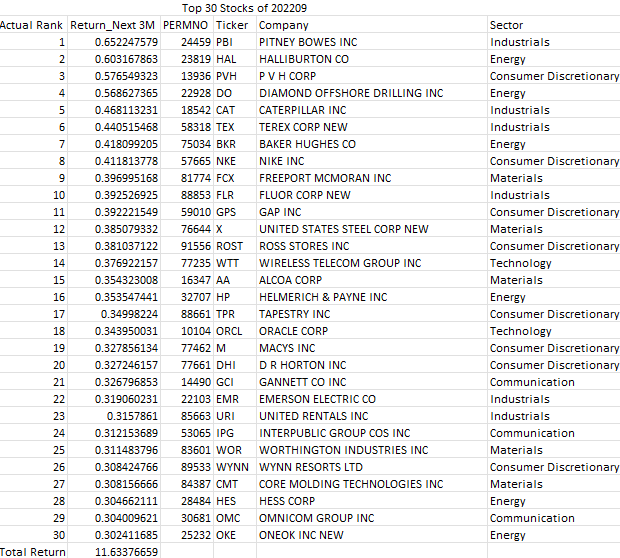 Top 30 Stocks of 202209
Actual Rank Return_Next 3M PERMNO Ticker Company Sector
1 0.652247579 24459 PBI PITNEY BOWES INC Industrials
2 0.603167863 23819 HAL HALLIBURTON CO Energy
3 0.576549323 13936 PVH P V H CORP Consumer Discretionary
4 0.568627365 22928 DO DIAMOND OFFSHORE DRILLING INC Energy
5 0.468113231 18542 CAT CATERPILLAR INC Industrials
6 0.440515468 58318 TEX TEREX CORP NEW Industrials
7 0.418099205 75034 BKR BAKER HUGHES CO Energy
8 0.411813778 57665 NKE NIKE INC Consumer Discretionary
9 0.396995168 81774 FCX FREEPORT MCMORAN INC Materials
10 0.392526925 88853 FLR FLUOR CORP NEW Industrials
11 0.392221549 59010 GPS GAP INC Consumer Discretionary
12 0.385079332 76644 X UNITED STATES STEEL CORP NEW Materials
13 0.381037122 91556 ROST ROSS STORES INC Consumer Discretionary
14 0.376922157 77235 WTT WIRELESS TELECOM GROUP INC Technology
15 0.354323008 16347 AA ALCOA CORP Materials
16 0.353547441 32707 HP HELMERICH & PAYNE INC Energy
17 0.34998224 88661 TPR TAPESTRY INC Consumer Discretionary
18 0.343950031 10104 ORCL ORACLE CORP Technology
19 0.327856134 77462 M MACYS INC Consumer Discretionary
20 0.327246157 77661 DHI D R HORTON INC Consumer Discretionary
21 0.326796853 14490 GCI GANNETT CO INC Communication
22 0.319060231 22103 EMR EMERSON ELECTRIC CO Industrials
23 0.3157861 85663 URI UNITED RENTALS INC Industrials
24 0.312153689 53065 IPG INTERPUBLIC GROUP COS INC Communication
25 0.311483796 83601 WOR WORTHINGTON INDUSTRIES INC Materials
26 0.308424766 89533 WYNN WYNN RESORTS LTD Consumer Discretionary
27 0.308156666 84387 CMT CORE MOLDING TECHNOLOGIES INC Materials
28 0.304662111 28484 HES HESS CORP Energy
29 0.304009621 30681 OMC OMNICOM GROUP INC Communication
30 0.302411685 25232 OKE ONEOK INC NEW Energy
Total Return 11.63376659